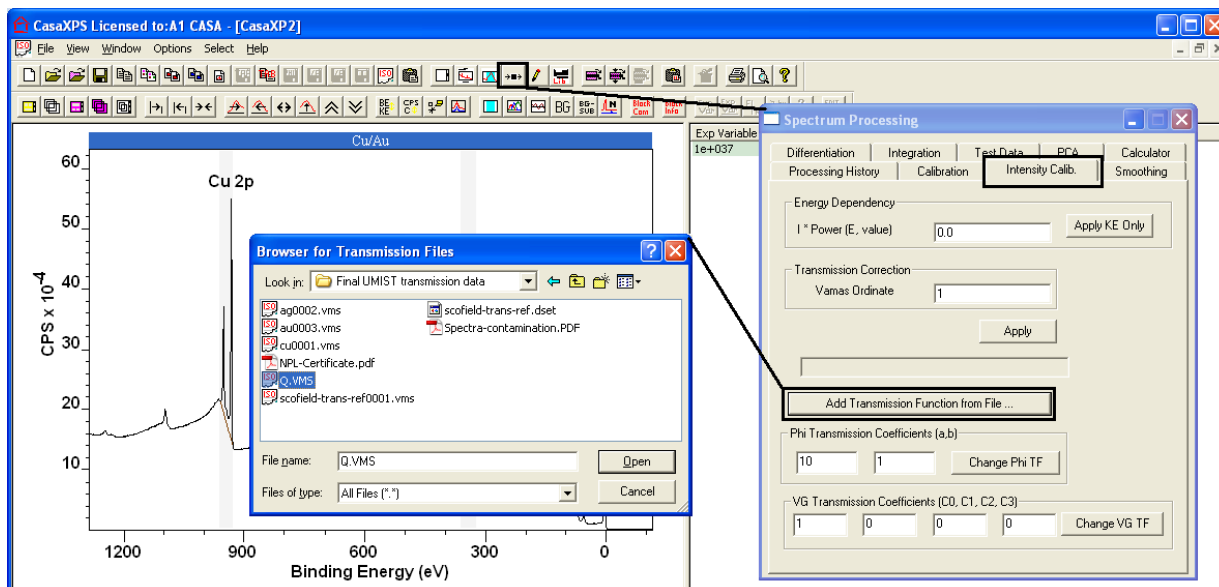 CasaXPS Licensed to:A1 CASA - [CasaXP2]
File View Window Options Select Help
BE KE CPS BG BG-SUB Block Com Block Info
Cu/Au
60
50
40
30
20
10
CPS x 10-4
Cu 2p
1200 900 600 300 0
Binding Energy (eV)
Exp Variable
1e+037
Browser for Transmission Files
Look in: Final UMIST transmission data
ag0002.vms
au0003.vms
cu0001.vms
NPL-Certificate.pdf
Q.VMS
scofield-trans-ref0001.vms
scofield-trans-ref.dset
Spectra-contamination.PDF
File name: Q.VMS Open
Files of type: All Files (*.*) Cancel
Spectrum Processing
Differentiation Integration Test Data PCA Calculator
Processing History Calibration Intensity Calib. Smoothing
Energy Dependency
I * Power (E, value) 0.0 Apply KE Only
Transmission Correction
Vamas Ordinate 1
Apply
Add Transmission Function from File ...
Phi Transmission Coefficients (a,b)
10 1 Change Phi TF
VG Transmission Coefficients (C0, C1, C2, C3)
1 0 0 0 Change VG TF